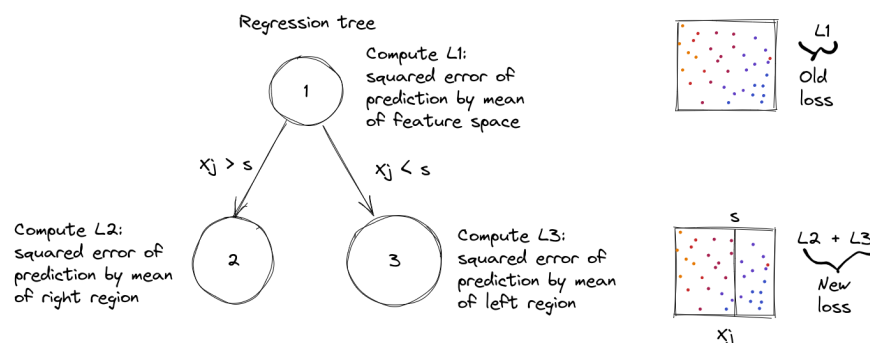 Regression tree
1
Compute L1:
squared error of
prediction by mean
of feature space
L1
Old
loss
xj > s
xj < s
Compute L2:
squared error of
prediction by mean
of right region
2
3
Compute L3:
squared error of
prediction by mean
of left region
s
L2 + L3
New
loss
xj